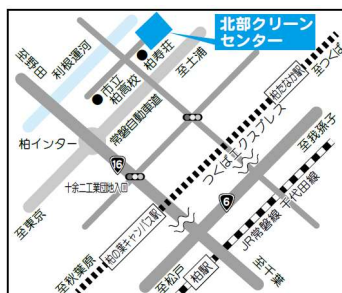 北部クリーン
センター
至野田
利根運河
市立
柏高校
柏寿荘
至土浦
常磐自動車道
柏インター
16
十余二工業団地入口
至東京
柏たなか駅
至つくば
つくばエクスプレス
至我孫子
6
JR常磐線 千代田線
柏の葉キャンパス駅
至秋葉原
至松戸
柏駅
至千葉